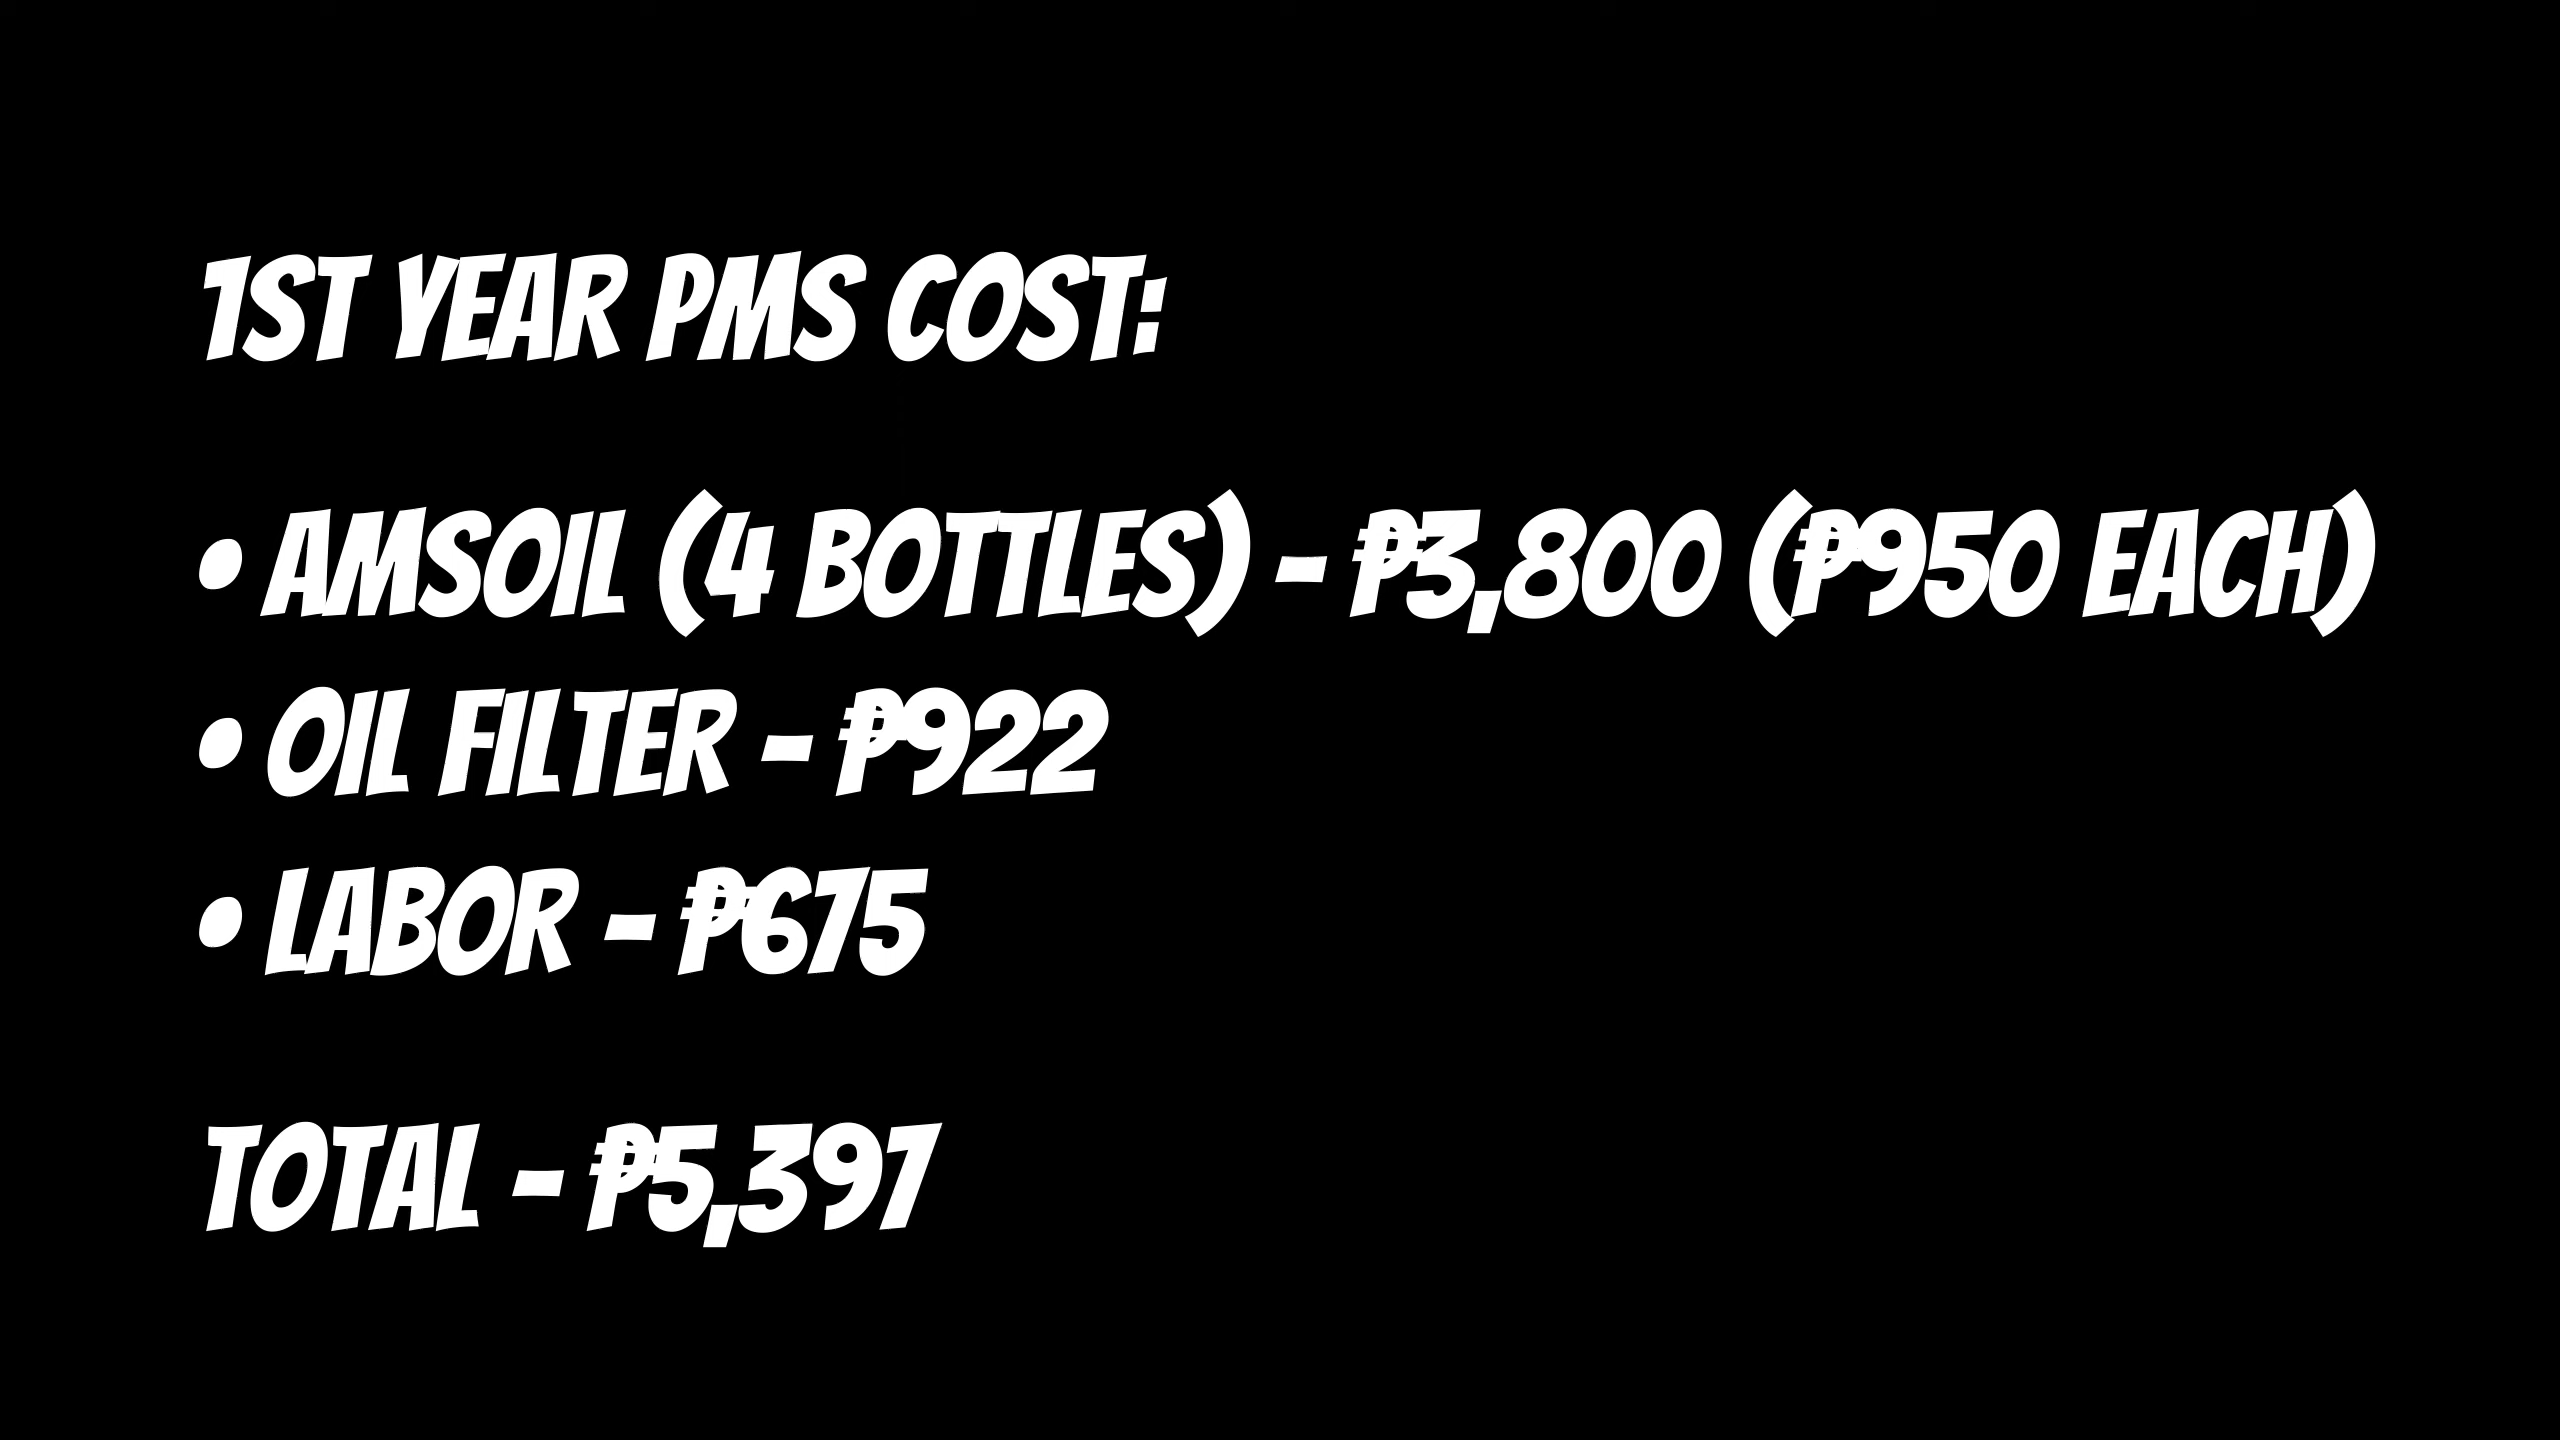 1ST YEAR PMS COST:
• AMSOIL (4 BOTTLES) - ₱3,800 (₱950 EACH)
• OIL FILTER - ₱922
• LABOR - ₱675
TOTAL - ₱5,397